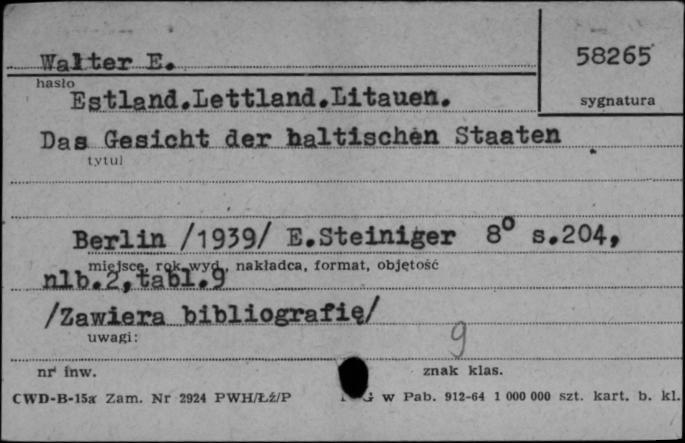 Walter E.
58265
hasło
Estland.Lettland.Litauen.
sygnatura
Das Gesicht der baltischen Staaten
tytuł
Berlin /1939/ E.Steiniger 8° s.204,
miejsce, rok wyd., nakładca, format, objętość
nlb.2,tabl.9
/Zawiera bibliografię/
uwagi:
9
nr inw.
znak klas.
CWD-B-15a Zam. Nr 2924 PWH/Łź/P G w Pab. 912-64 1 000 000 szt. kart. b. kl.